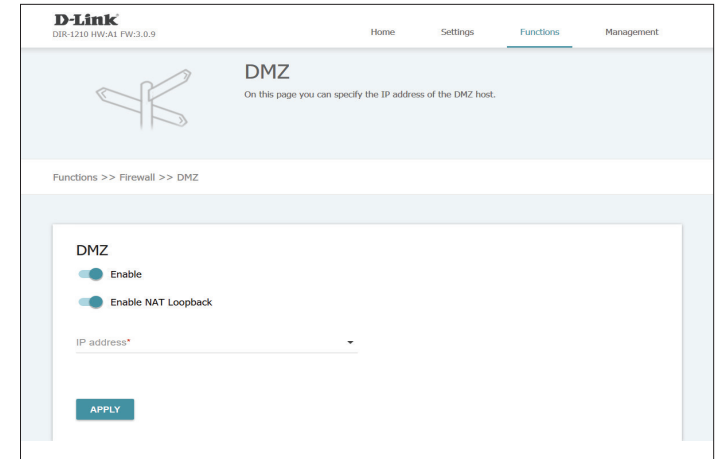 D-Link
DIR-1210 HW:A1 FW:3.0.9
Home Settings Functions Management
DMZ
On this page you can specify the IP address of the DMZ host.
Functions >> Firewall >> DMZ
DMZ
Enable
Enable NAT Loopback
IP address*
APPLY